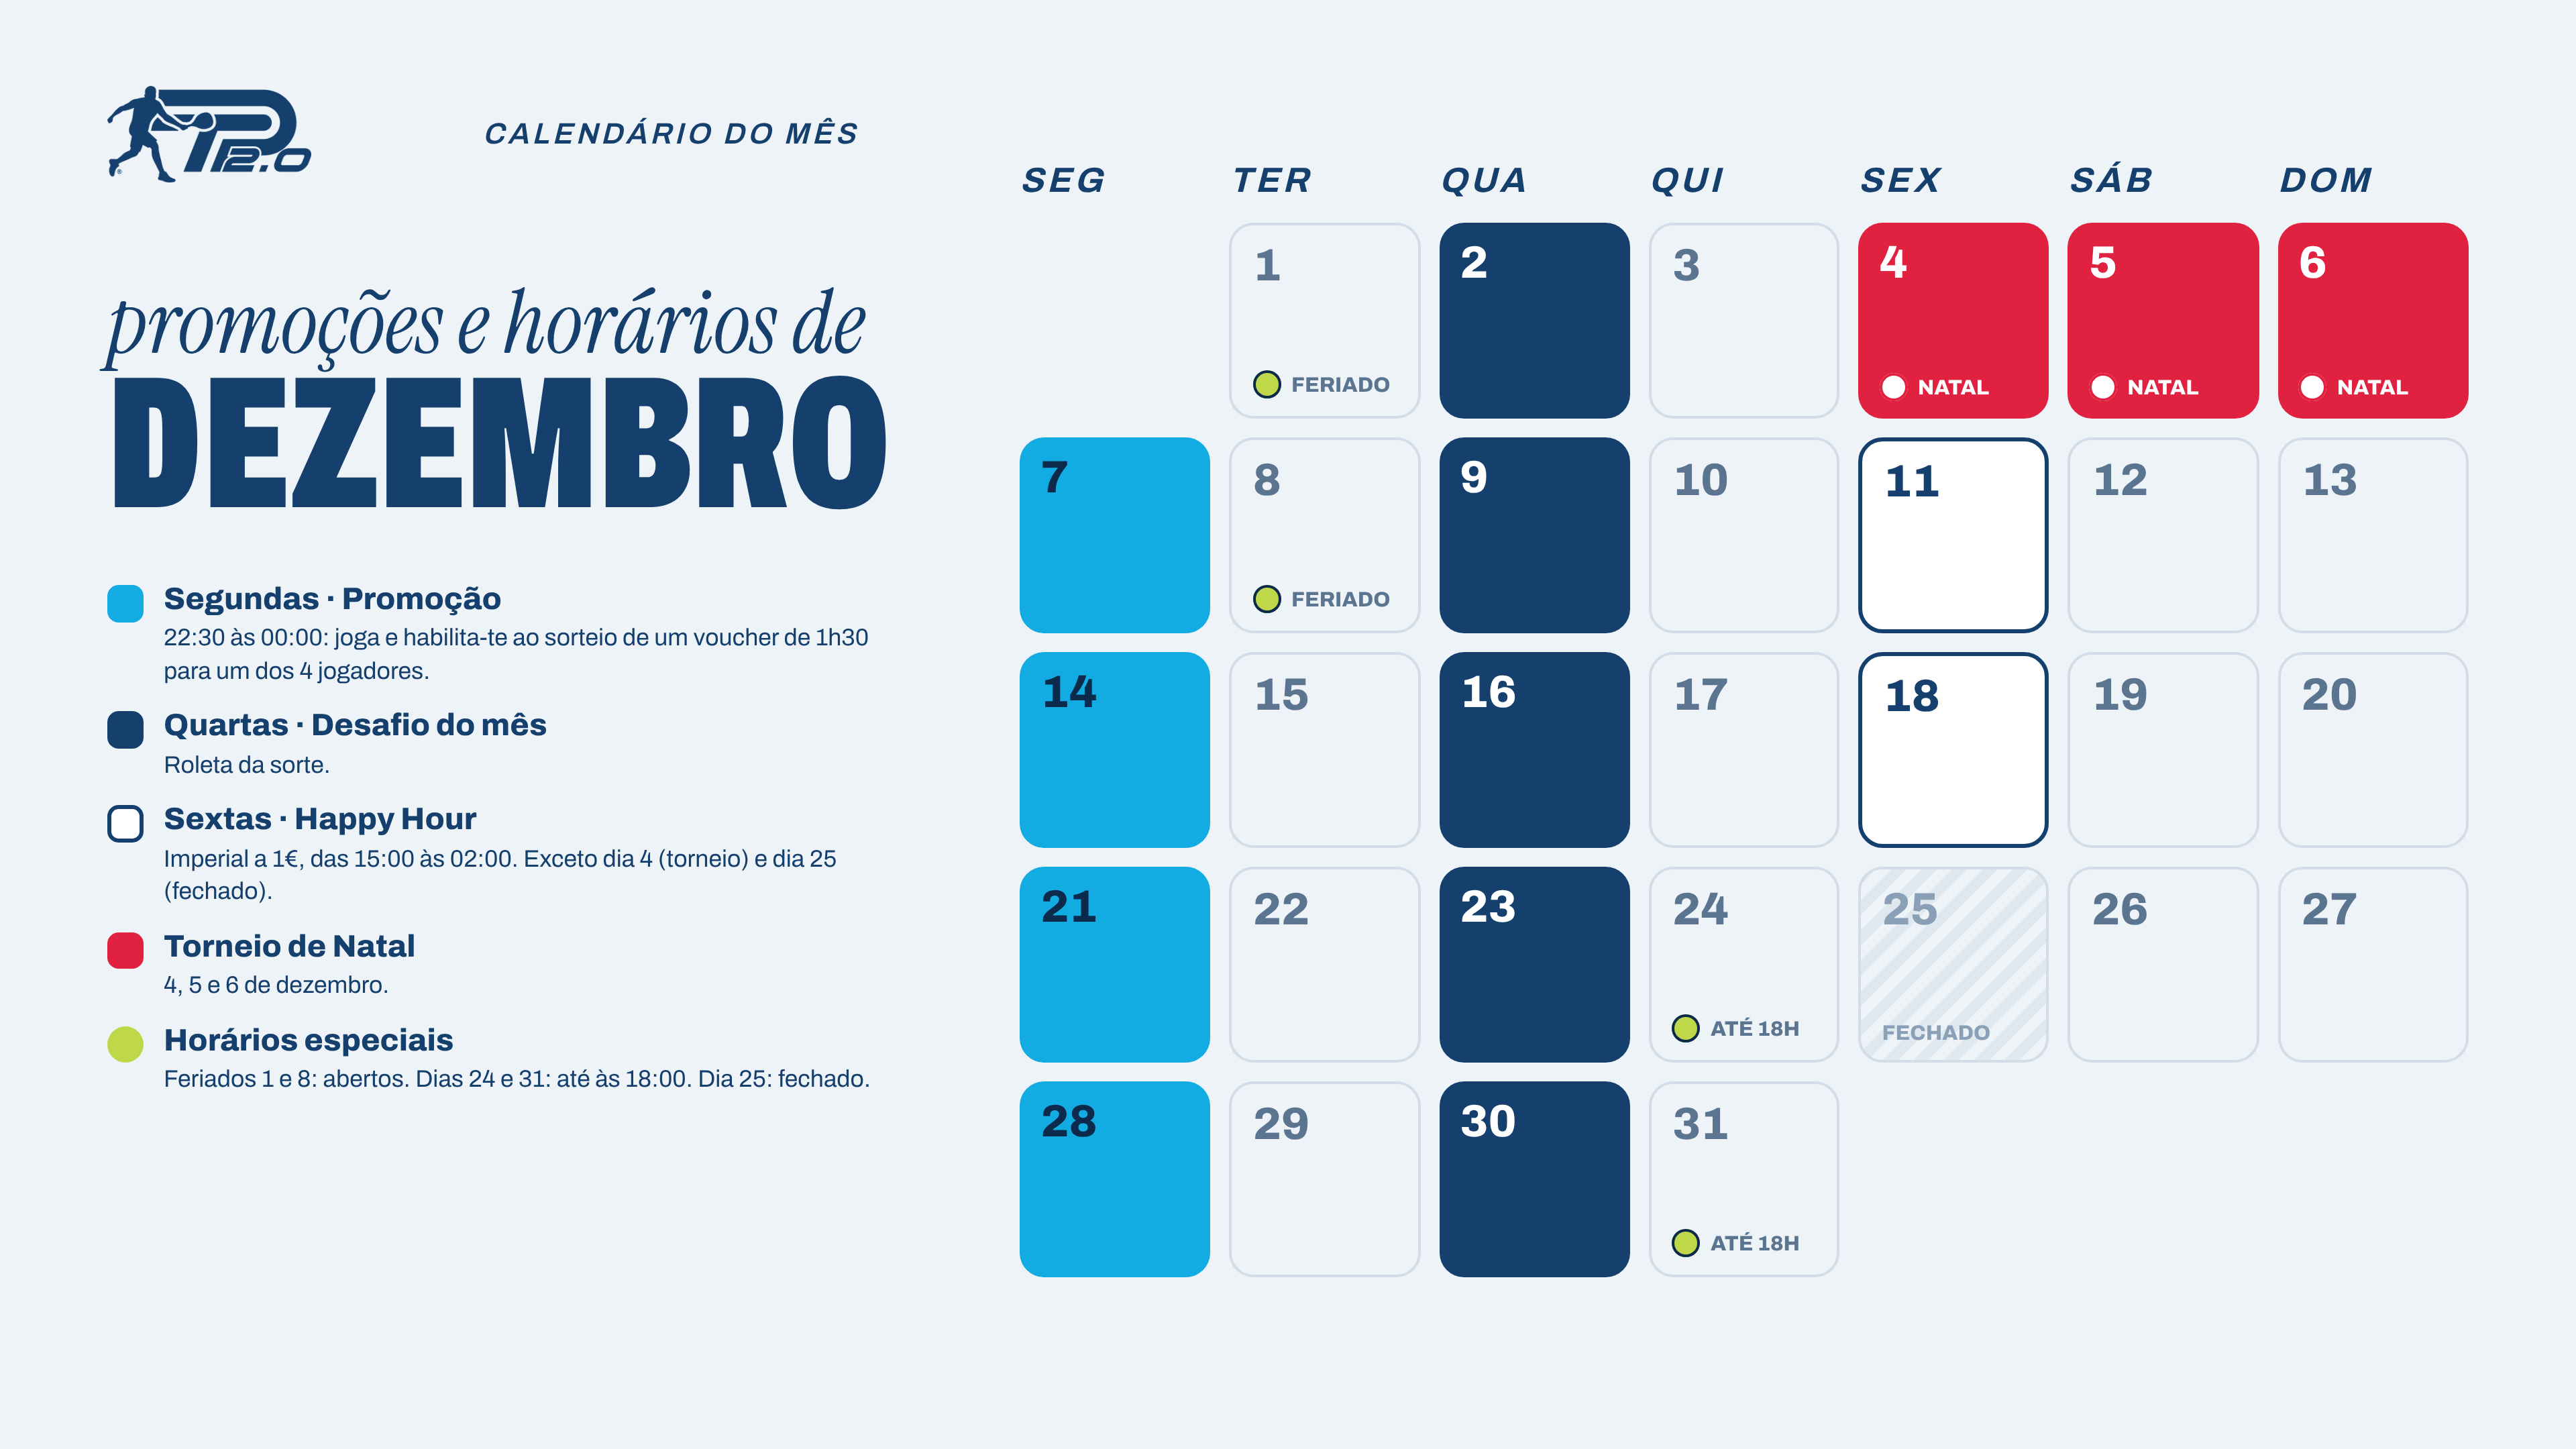 P2.0
CALENDÁRIO DO MÊS
promoções e horários de
DEZEMBRO
Segundas · Promoção
22:30 às 00:00: joga e habilita-te ao sorteio de um voucher de 1h30
para um dos 4 jogadores.
Quartas · Desafio do mês
Roleta da sorte.
Sextas · Happy Hour
Imperial a 1€, das 15:00 às 02:00. Exceto dia 4 (torneio) e dia 25
(fechado).
Torneio de Natal
4, 5 e 6 de dezembro.
Horários especiais
Feriados 1 e 8: abertos. Dias 24 e 31: até às 18:00. Dia 25: fechado.
SEG TER QUA QUI SEX SÁB DOM
1 2 3 4 5 6
FERIADO NATAL NATAL NATAL
7 8 9 10 11 12 13
FERIADO
14 15 16 17 18 19 20
21 22 23 24 25 26 27
ATÉ 18H FECHADO
28 29 30 31
ATÉ 18H